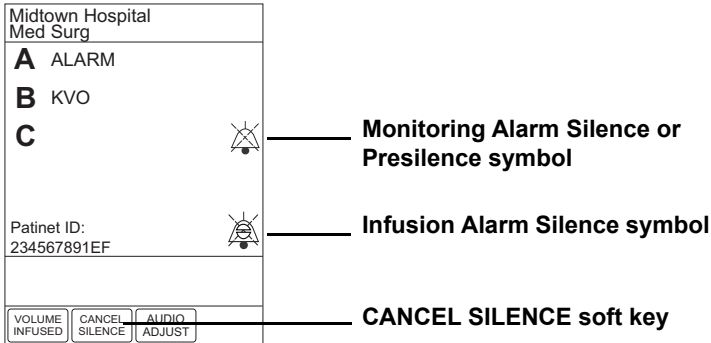 Midtown Hospital
Med Surg
A ALARM
B KVO
C
Monitoring Alarm Silence or
Presilence symbol
Patinet ID:
234567891EF
Infusion Alarm Silence symbol
VOLUME
INFUSED
CANCEL
SILENCE
AUDIO
ADJUST
CANCEL SILENCE soft key